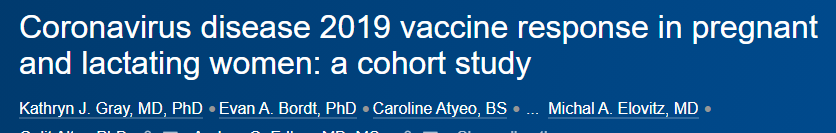 Coronavirus disease 2019 vaccine response in pregnant
and lactating women: a cohort study
Kathryn J. Gray, MD, PhD • Evan A. Bordt, PhD • Caroline Atyeo, BS • ... Michal A. Elovitz, MD •